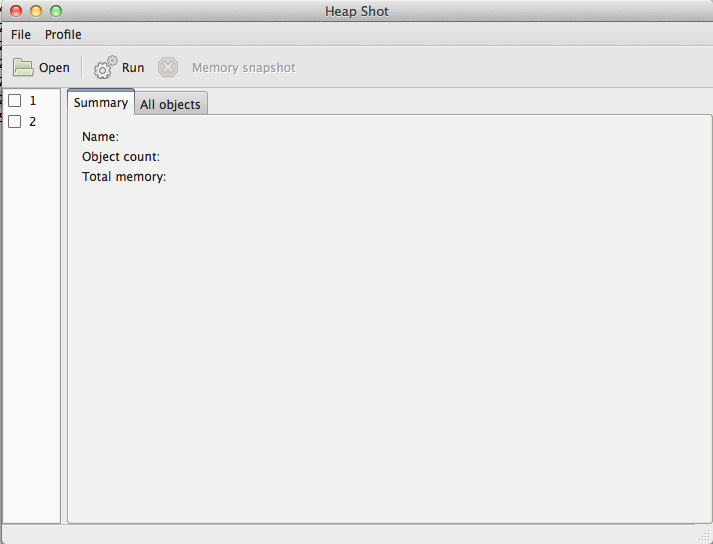 Heap Shot
File Profile
Open Run Memory snapshot
1
2
Summary All objects
Name:
Object count:
Total memory: